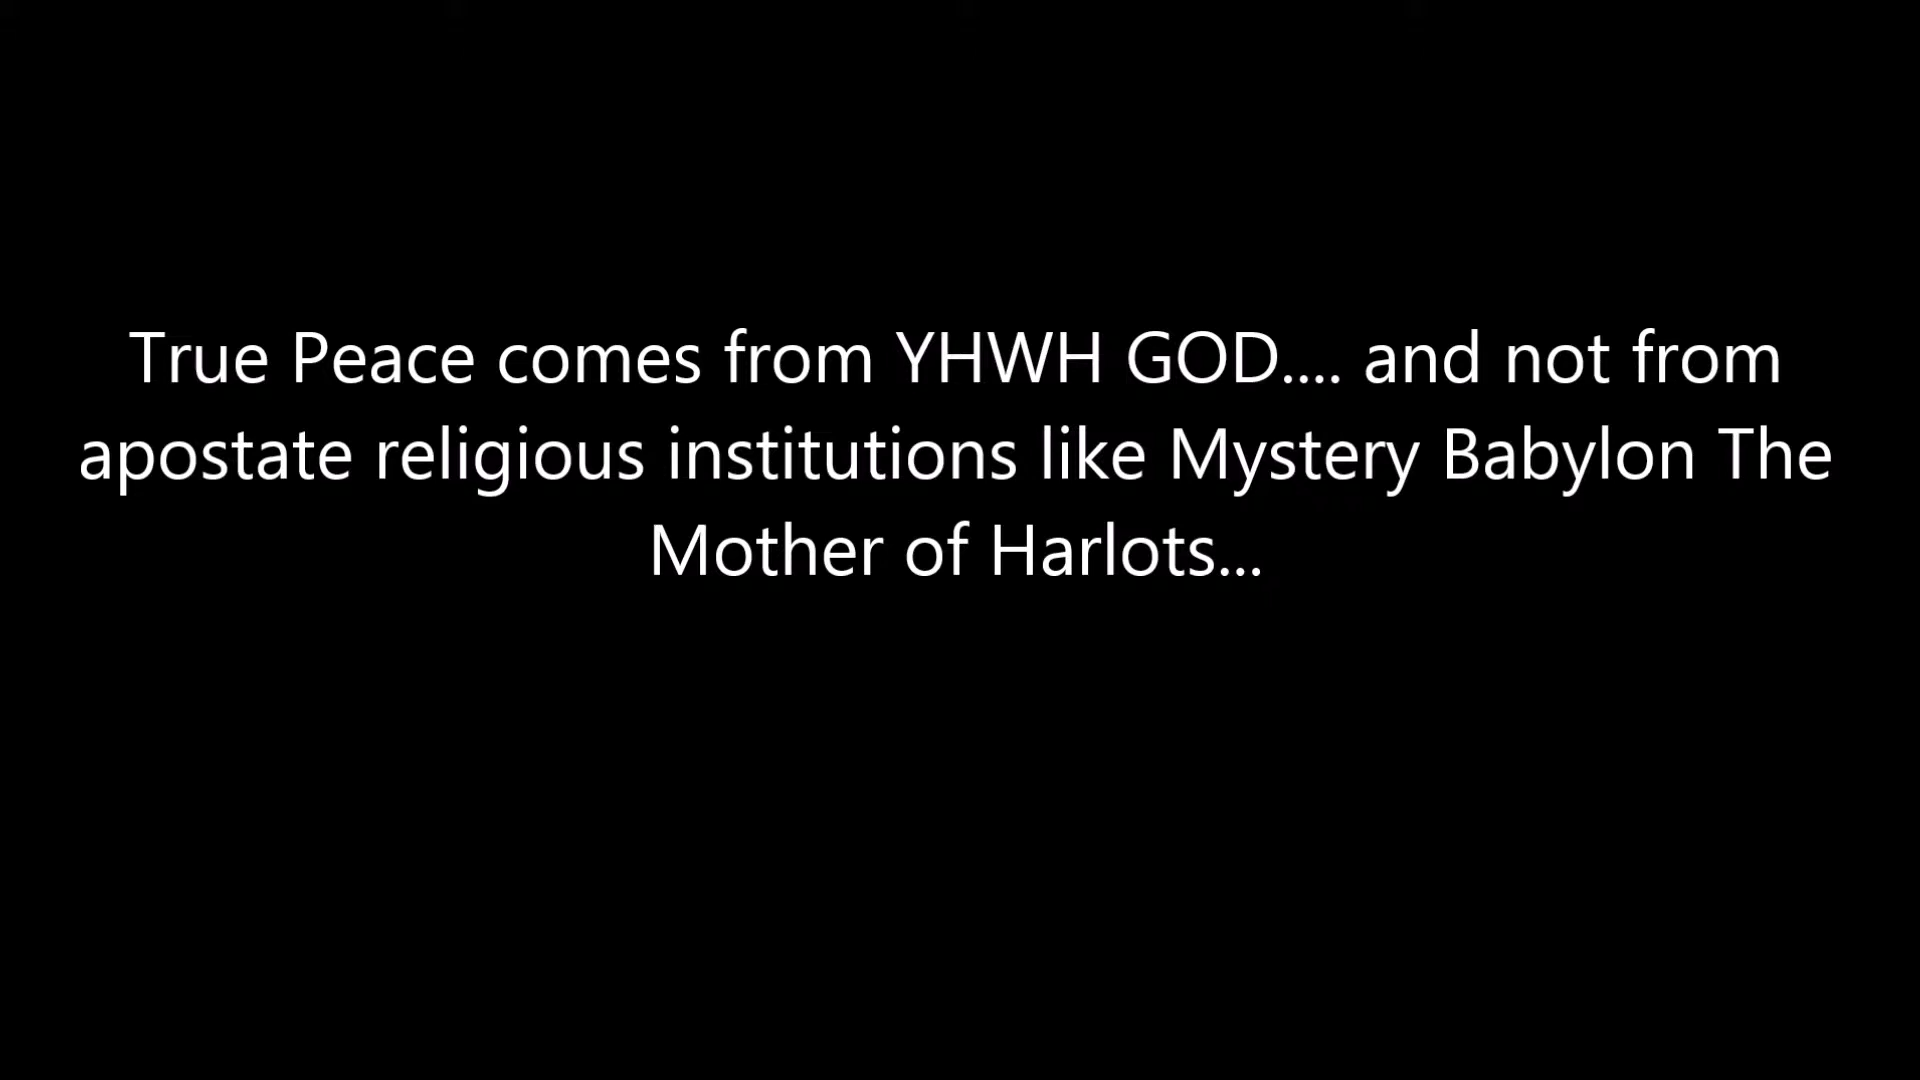 True Peace comes from YHWH GOD.... and not from
apostate religious institutions like Mystery Babylon The
Mother of Harlots...